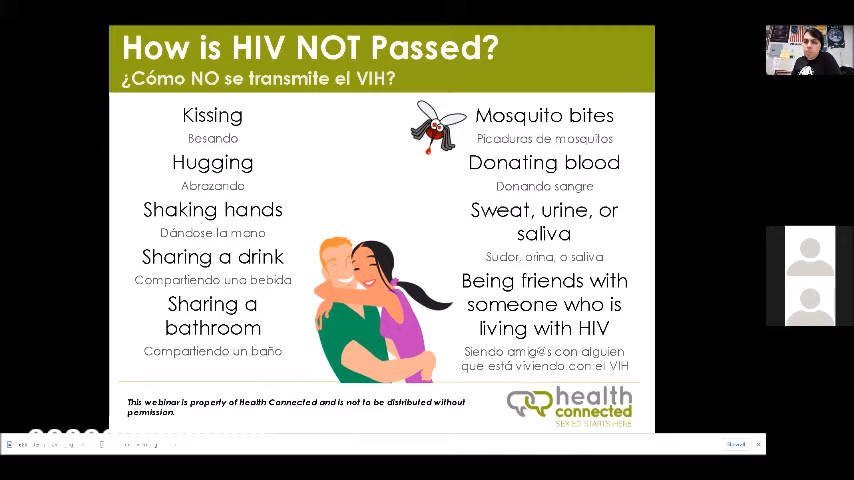 How is HIV NOT Passed?
¿Cómo NO se transmite el VIH?
Kissing
Besando
Hugging
Abrazando
Shaking hands
Dándose la mano
Sharing a drink
Compartiendo una bebida
Sharing a
bathroom
Compartiendo un baño
Mosquito bites
Picaduras de mosquitos
Donating blood
Donando sangre
Sweat, urine, or
saliva
Sudor, orina, o saliva
Being friends with
someone who is
living with HIV
Siendo amig@s con alguien
que está viviendo con el VIH
This webinar is property of Health Connected and is not to be distributed without
permission.
health
connected
SEX ED STARTS HERE
Show all